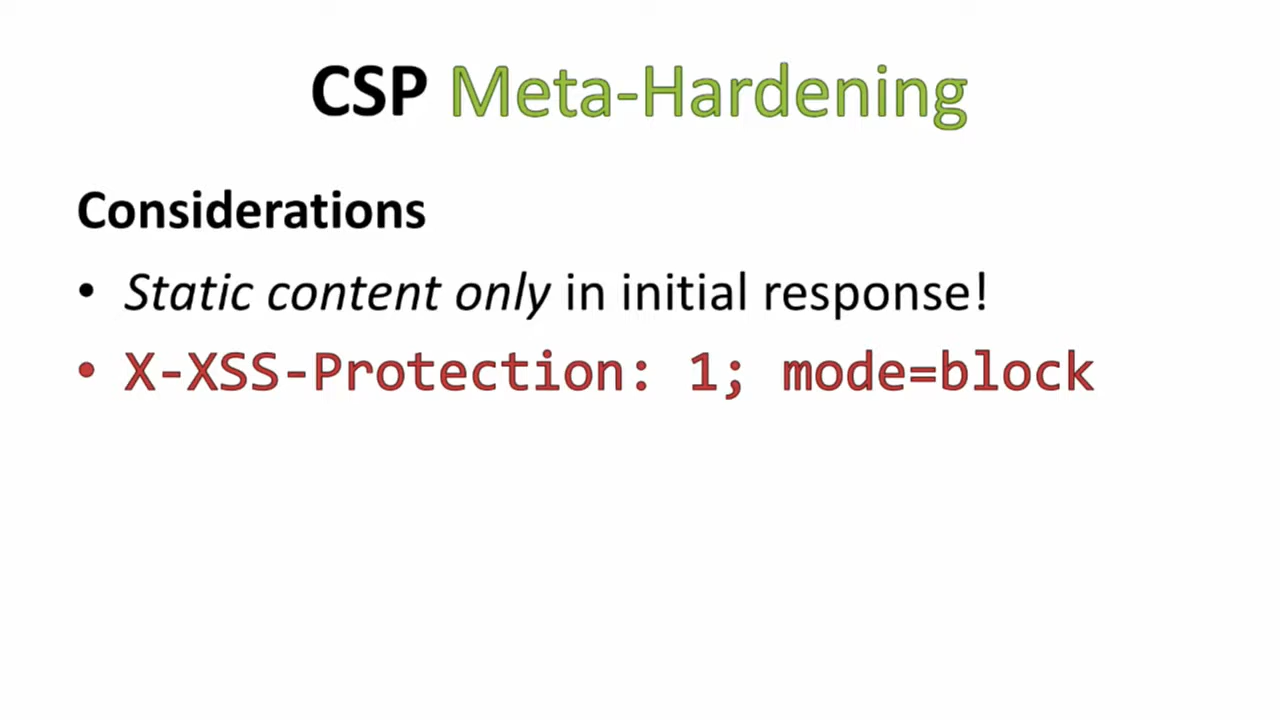 CSP Meta-Hardening
Considerations
• Static content only in initial response!
• X-XSS-Protection: 1; mode=block